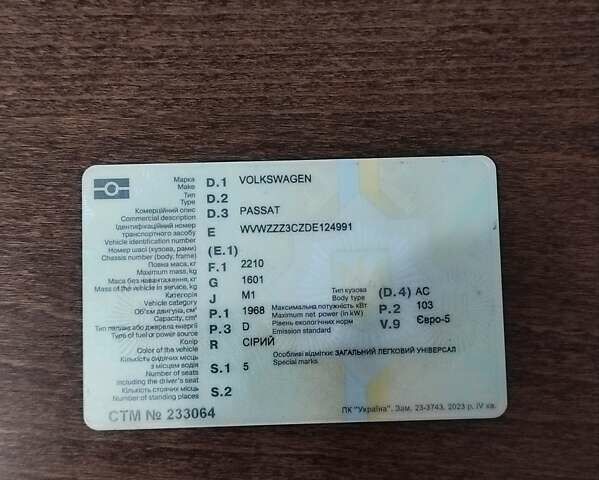 Марка D.1 VOLKSWAGEN
Make
Тип D.2
Type
Комерційний опис D.3 PASSAT
Commercial description
Ідентифікаційний номер E WVWZZZ3CZDE124991
транспортного засобу
Vehicle identification number
Номер шасі (кузова, рами) (E.1)
Chassis number (body, frame)
Повна маса, кг F.1 2210
Maximum mass, kg
Маса без навантаження, кг G 1601
Mass of the vehicle in service, kg
Категорія J M1 Тип кузова (D.4) AC
Vehicle category Body type
Об'єм двигуна, см³ P.1 1968 Максимальна потужність кВт P.2 103
Capacity, cm³ Maximum net power (in kW)
Тип палива або джерела енергії P.3 D Рівень екологічних норм V.9 Євро-5
Type of fuel or power source Emission standard
Колір R СІРИЙ
Color of the vehicle
Особливі відмітки: ЗАГАЛЬНИЙ ЛЕГКОВИЙ УНІВЕРСАЛ
Special marks
Кількість сидячих місць S.1 5
з місцем водія
Number of seats
including the driver's seat
Кількість стоячих місць S.2
Number of standing places
СТМ № 233064
ПК "Україна". Зам. 23-3743, 2023 р. IV кв.